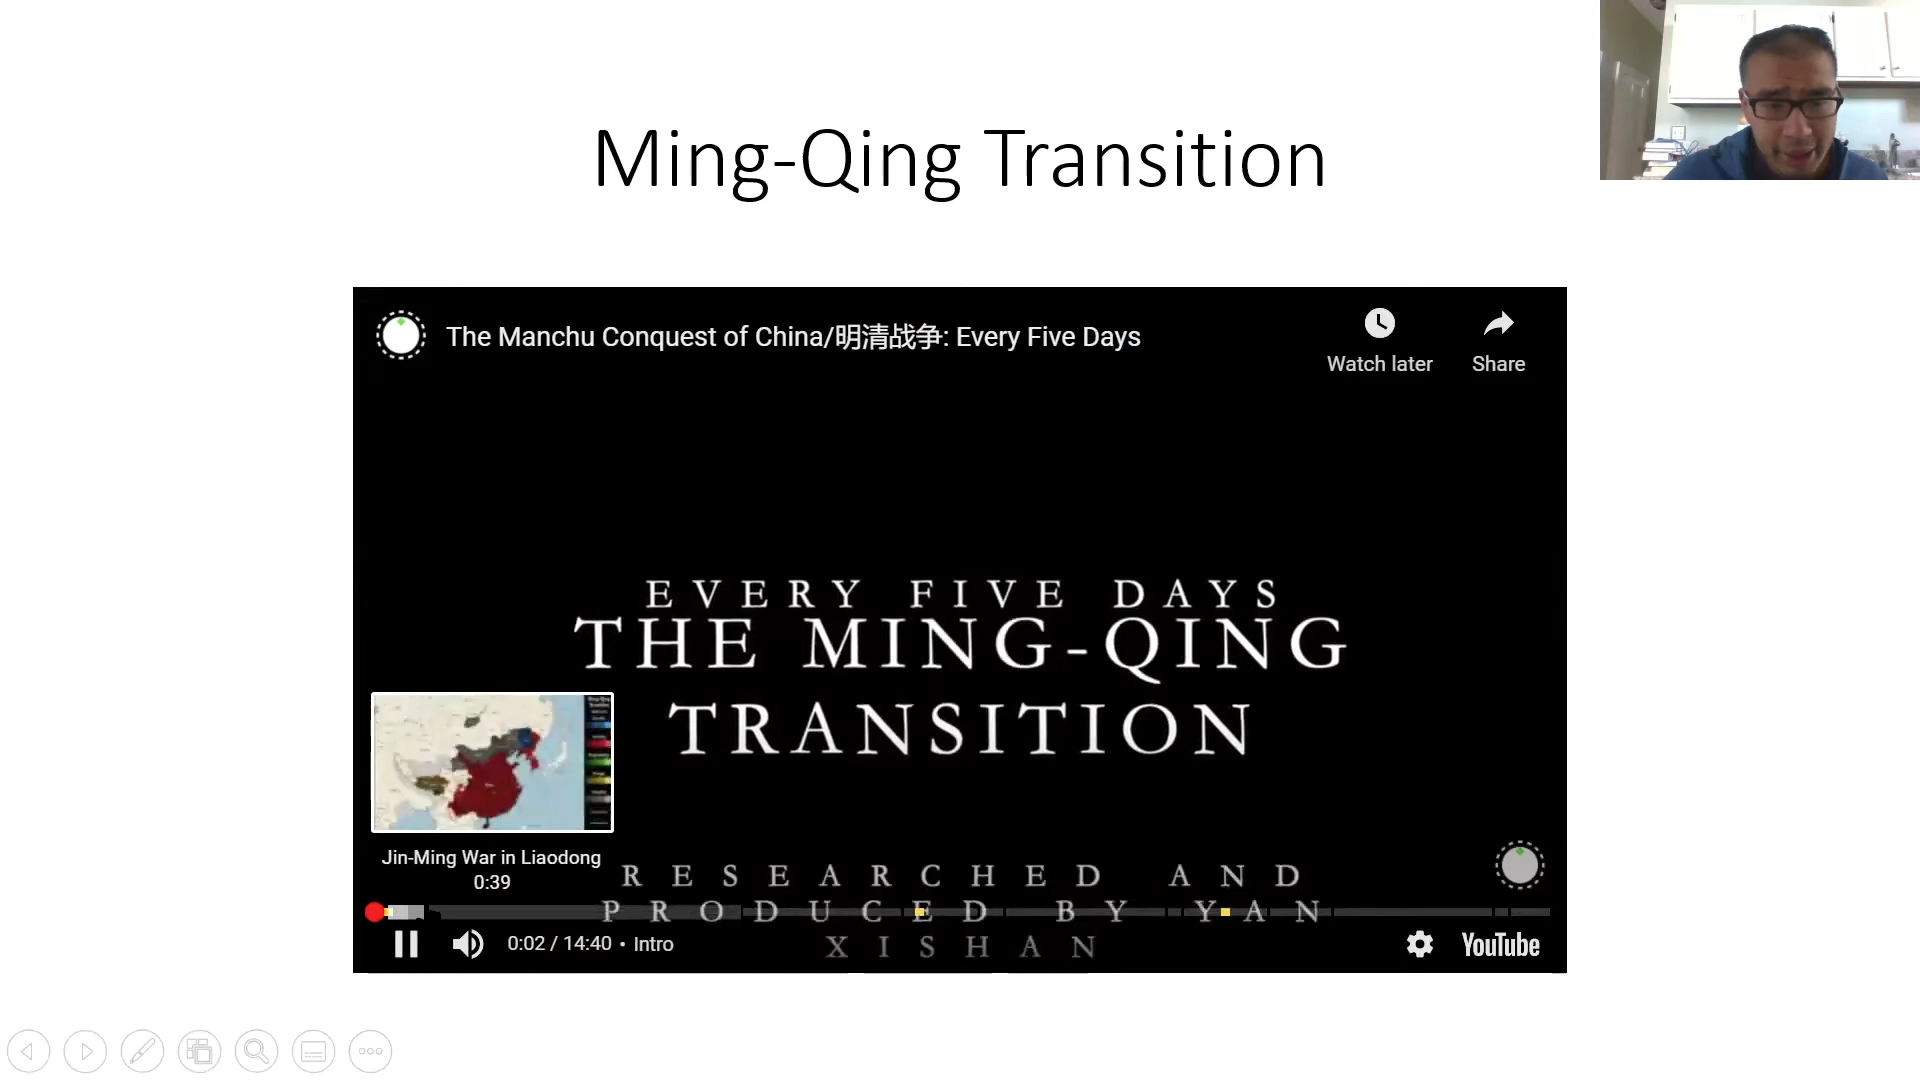 Ming-Qing Transition
The Manchu Conquest of China/明清战争: Every Five Days
Watch later
Share
EVERY FIVE DAYS
THE MING-QING
TRANSITION
Jin-Ming War in Liaodong
0:39
RESEARCHED AND
PRODUCED BY YAN
XISHAN
0:02 / 14:40 • Intro
YouTube